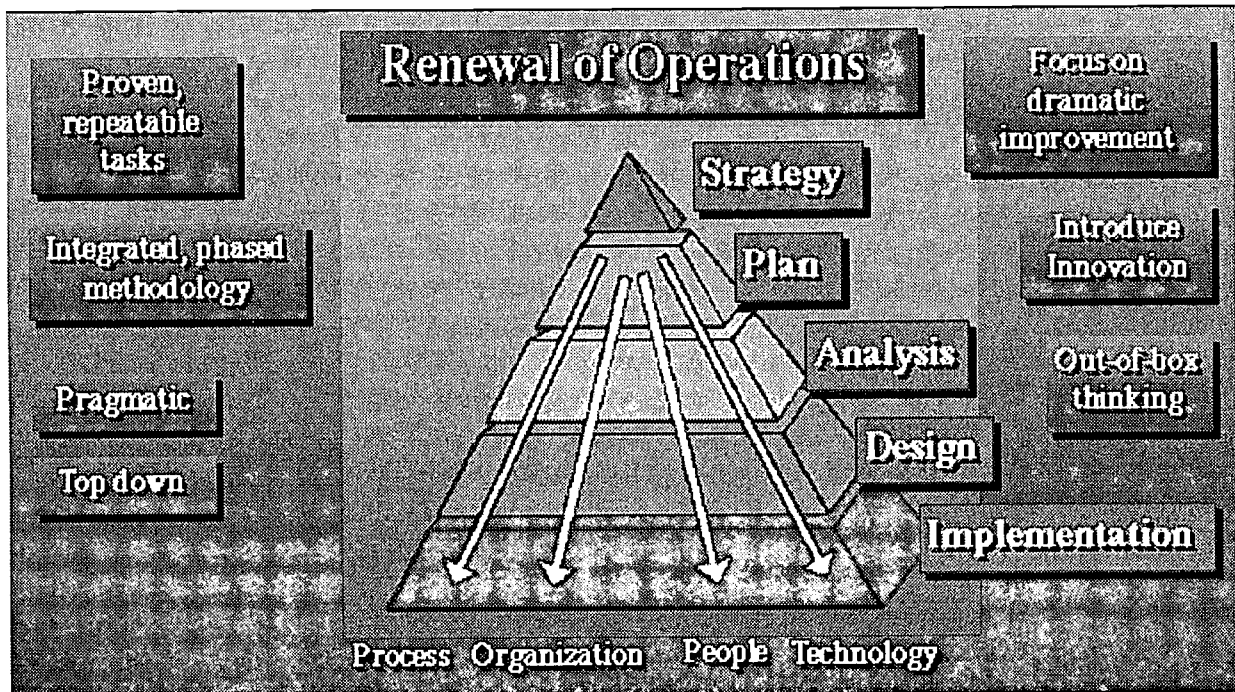 Renewal of Operations
Proven,
repeatable
tasks
Integrated, phased
methodology
Pragmatic
Top down
Strategy
Plan
Analysis
Design
Implementation
Focus on
dramatic
improvement
Introduce
Innovation
Out-of-box
thinking
Process Organization People Technology